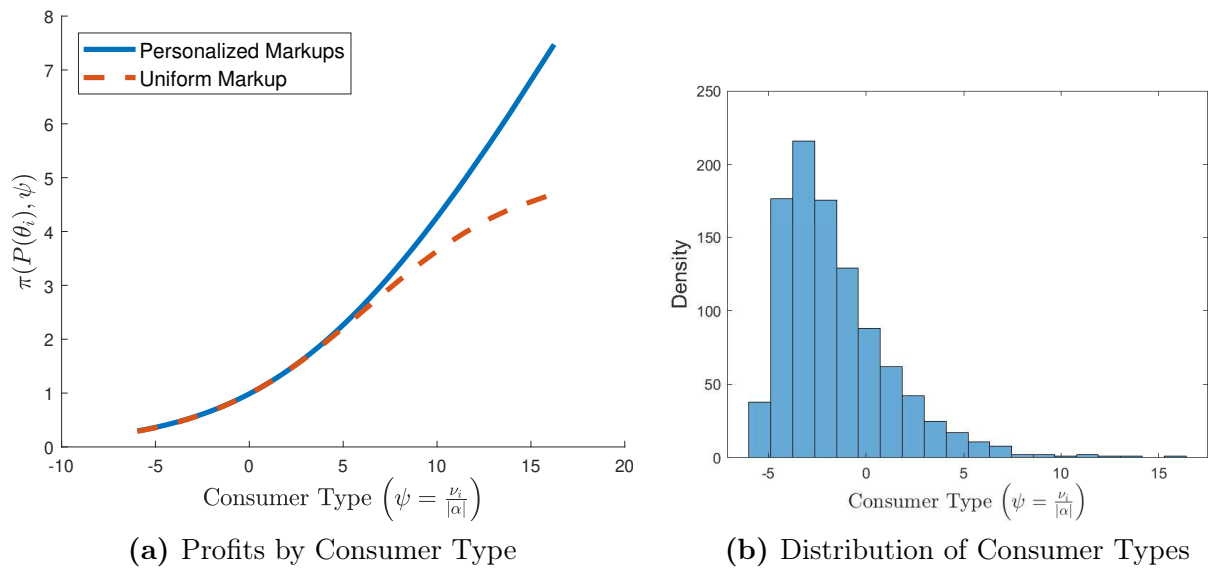 8
7
6
5
4
3
2
1
0
π(P(θᵢ), ψ)
Personalized Markups
Uniform Markup
-10 -5 0 5 10 15 20
Consumer Type (ψ = νᵢ/|α|)
(a) Profits by Consumer Type
250
200
150
100
50
0
Density
-5 0 5 10 15
Consumer Type (ψ = νᵢ/|α|)
(b) Distribution of Consumer Types